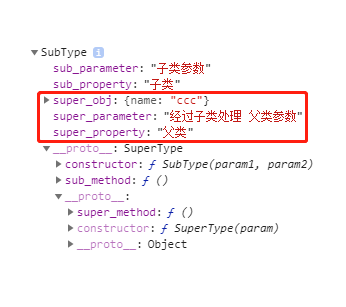 ▼ SubType i
sub_parameter: "子类参数"
sub_property: "子类"
▶ super_obj: {name: "ccc"}
super_parameter: "经过子类处理 父类参数"
super_property: "父类"
▼ __proto__: SuperType
▶ constructor: ƒ SubType(param1, param2)
▶ sub_method: ƒ ()
▼ __proto__:
▶ super_method: ƒ ()
▶ constructor: ƒ SuperType(param)
▶ __proto__: Object